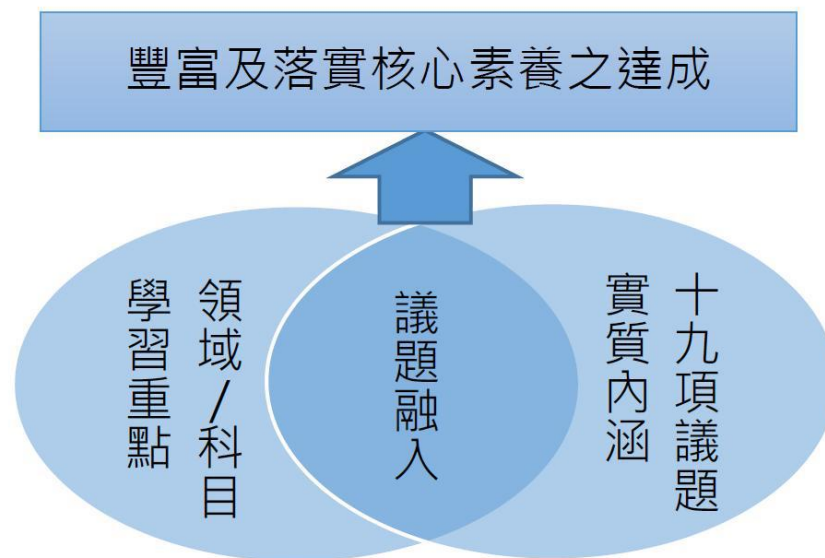 豐富及落實核心素養之達成
領域/科目
學習重點
議題融入
十九項議題
實質內涵